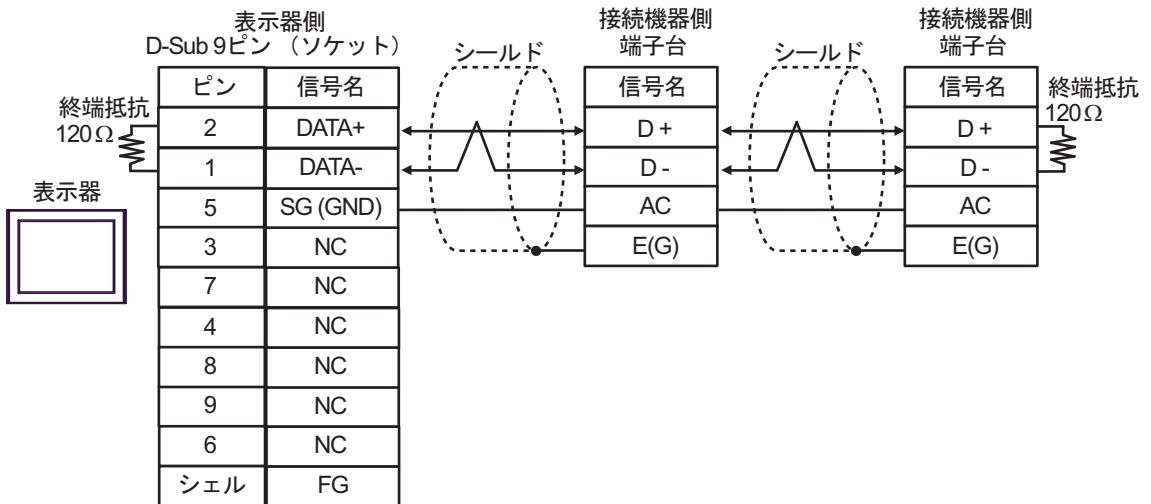 表示器側
D-Sub 9ピン （ソケット）
ピン 信号名
2 DATA+
1 DATA-
5 SG (GND)
3 NC
7 NC
4 NC
8 NC
9 NC
6 NC
シェル FG
終端抵抗
120Ω
表示器
シールド
接続機器側
端子台
信号名
D +
D -
AC
E(G)
シールド
接続機器側
端子台
信号名
D +
D -
AC
E(G)
終端抵抗
120Ω